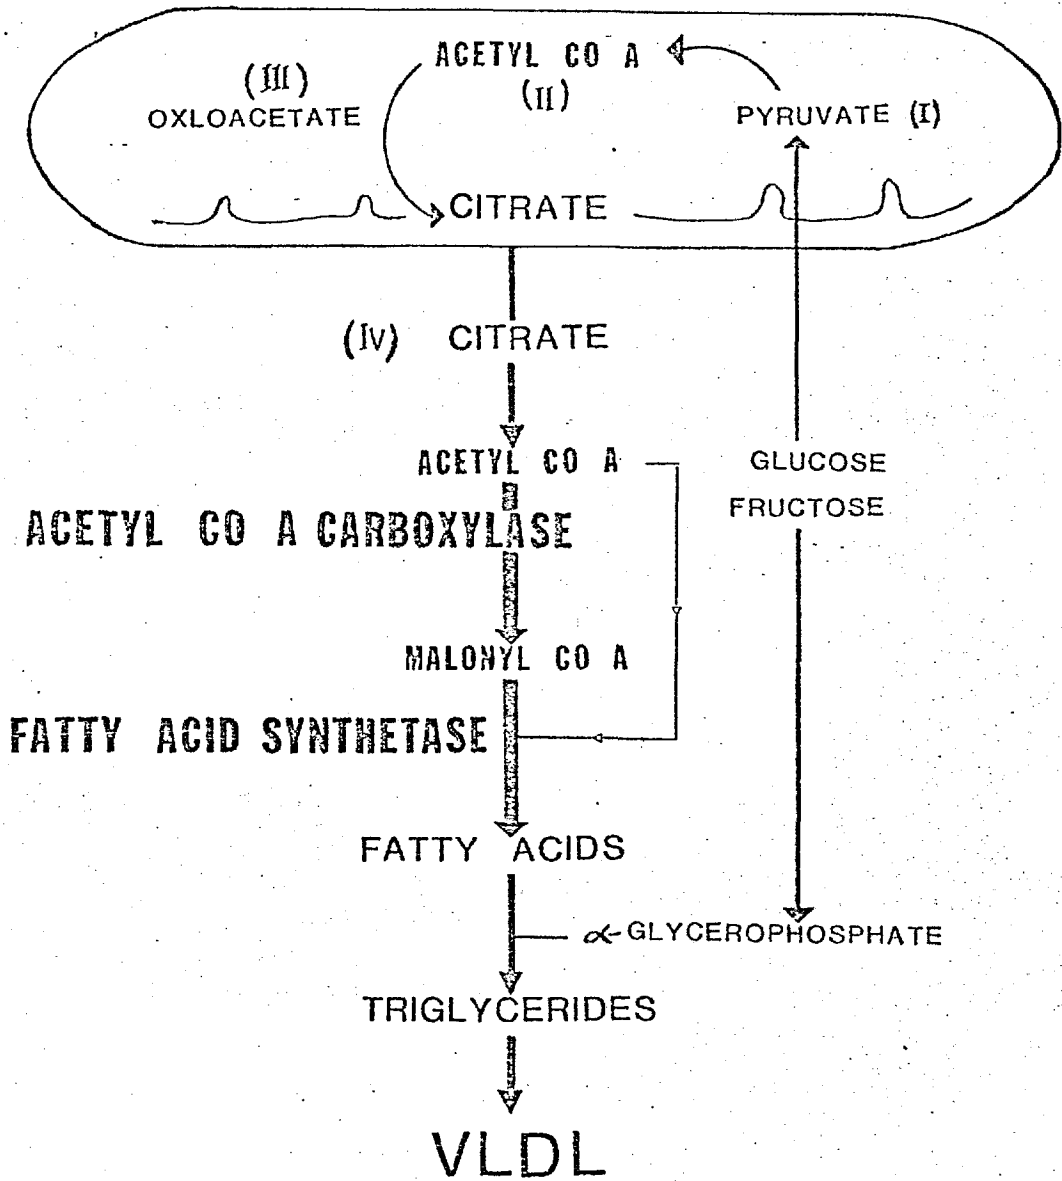 ACETYL CO A
(II)
(III)
OXLOACETATE
PYRUVATE (I)
CITRATE
(IV) CITRATE
ACETYL CO A
GLUCOSE
FRUCTOSE
ACETYL CO A CARBOXYLASE
MALONYL CO A
FATTY ACID SYNTHETASE
FATTY ACIDS
α-GLYCEROPHOSPHATE
TRIGLYCERIDES
VLDL